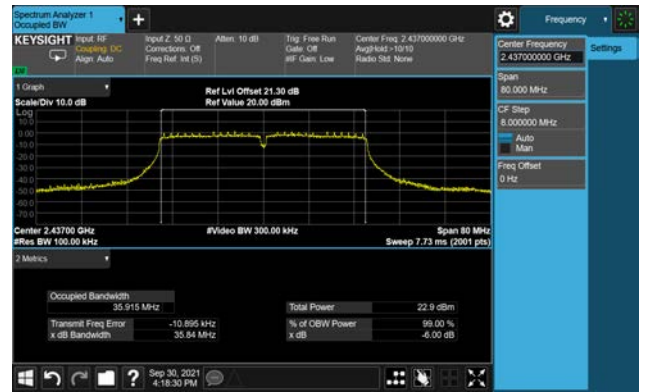 Spectrum Analyzer 1
Occupied BW
Frequency
KEYSIGHT
Input: RF
Coupling: DC
Align: Auto
Input Z: 50 Ω
Corrections: Off
Freq Ref: Int (S)
Atten: 10 dB
Trig: Free Run
Gate: Off
#IF Gain: Low
Center Freq: 2.437000000 GHz
Avg|Hold:>10/10
Radio Std: None
Center Frequency
2.437000000 GHz
Settings
Span
80.000 MHz
CF Step
8.000000 MHz
Auto
Man
Freq Offset
0 Hz
1 Graph
Scale/Div 10.0 dB
Ref Lvl Offset 21.30 dB
Ref Value 20.00 dBm
Log
10.0
0.00
-10.0
-20.0
-30.0
-40.0
-50.0
-60.0
-70.0
Center 2.43700 GHz
#Res BW 100.00 kHz
#Video BW 300.00 kHz
Span 80 MHz
Sweep 7.73 ms (2001 pts)
2 Metrics
Occupied Bandwidth
35.915 MHz
Total Power 22.9 dBm
Transmit Freq Error -10.895 kHz
% of OBW Power 99.00 %
x dB Bandwidth 35.84 MHz
x dB -6.00 dB
?
Sep 30, 2021
4:18:30 PM